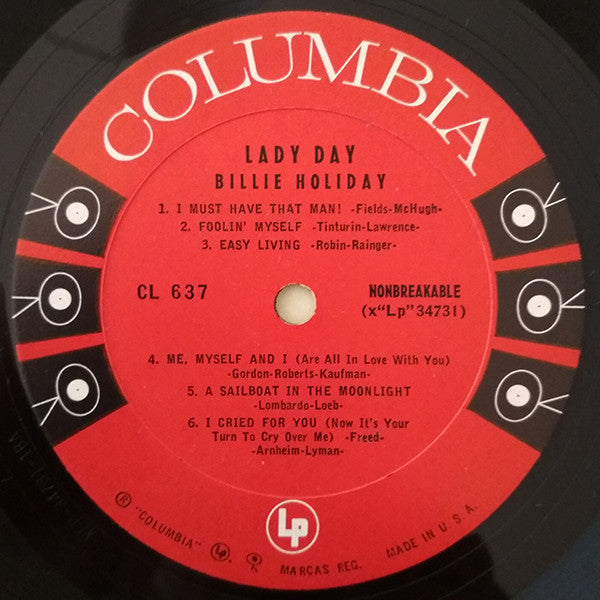 COLUMBIA
LADY DAY
BILLIE HOLIDAY
1. I MUST HAVE THAT MAN! -Fields-McHugh-
2. FOOLIN' MYSELF -Tinturin-Lawrence-
3. EASY LIVING -Robin-Rainger-
CL 637
NONBREAKABLE
(x"Lp"34731)
4. ME, MYSELF AND I (Are All In Love With You)
-Gordon-Roberts-Kaufman-
5. A SAILBOAT IN THE MOONLIGHT
-Lombardo-Loeb-
6. I CRIED FOR YOU (Now It's Your
Turn To Cry Over Me) -Freed-
-Arnheim-Lyman-
® "COLUMBIA" Lp MARCAS REG. MADE IN U. S. A.
Lp